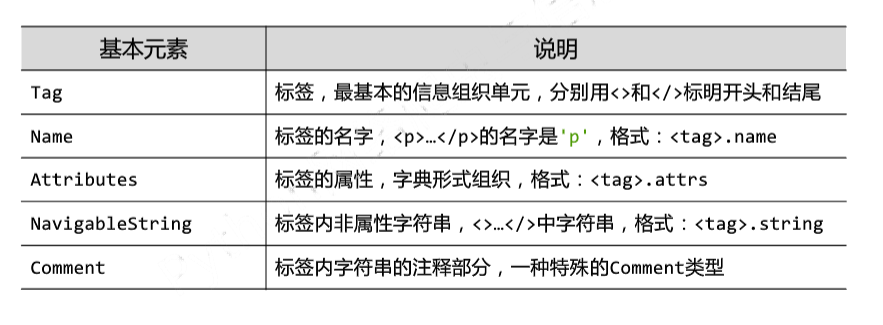 基本元素 说明
Tag 标签，最基本的信息组织单元，分别用<>和</>标明开头和结尾
Name 标签的名字，<p>…</p>的名字是'p'，格式：<tag>.name
Attributes 标签的属性，字典形式组织，格式：<tag>.attrs
NavigableString 标签内非属性字符串，<>…</>中字符串，格式：<tag>.string
Comment 标签内字符串的注释部分，一种特殊的Comment类型